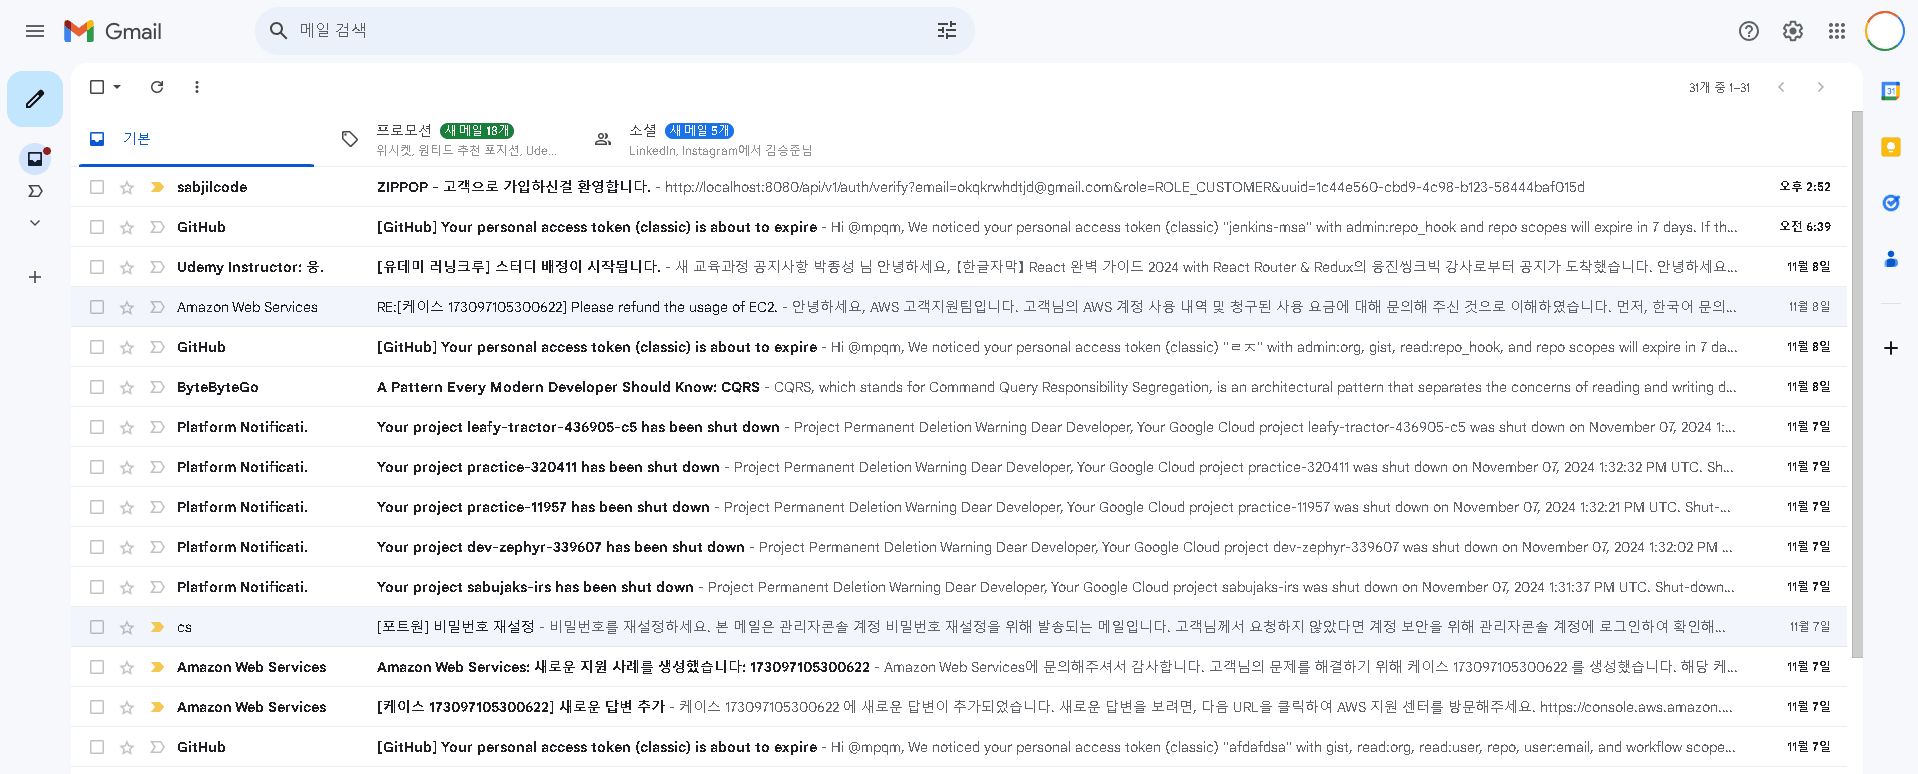 Gmail
메일 검색
31개 중 1–31
기본
프로모션 새 메일 18개
위시켓, 원티드 추천 포지션, Ude...
소셜 새 메일 5개
LinkedIn, Instagram에서 김승준님
sabjilcode ZIPPOP - 고객으로 가입하신걸 환영합니다. - http://localhost:8080/api/v1/auth/verify?email=okqkrwhdtjd@gmail.com&role=ROLE_CUSTOMER&uuid=1c44e560-cbd9-4c98-b123-58444baf015d 오후 2:52
GitHub [GitHub] Your personal access token (classic) is about to expire - Hi @mpqm, We noticed your personal access token (classic) "jenkins-msa" with admin:repo_hook and repo scopes will expire in 7 days. If th... 오전 6:39
Udemy Instructor: 웅. [유데미 러닝크루] 스터디 배정이 시작됩니다. - 새 교육과정 공지사항 박종성 님 안녕하세요, 【한글자막】 React 완벽 가이드 2024 with React Router & Redux의 웅진씽크빅 강사로부터 공지가 도착했습니다. 안녕하세요... 11월 8일
Amazon Web Services RE:[케이스 173097105300622] Please refund the usage of EC2. - 안녕하세요, AWS 고객지원팀입니다. 고객님의 AWS 계정 사용 내역 및 청구된 사용 요금에 대해 문의해 주신 것으로 이해하였습니다. 먼저, 한국어 문의... 11월 8일
GitHub [GitHub] Your personal access token (classic) is about to expire - Hi @mpqm, We noticed your personal access token (classic) "ㄹㅈ" with admin:org, gist, read:repo_hook, and repo scopes will expire in 7 da... 11월 8일
ByteByteGo A Pattern Every Modern Developer Should Know: CQRS - CQRS, which stands for Command Query Responsibility Segregation, is an architectural pattern that separates the concerns of reading and writing d... 11월 8일
Platform Notificati. Your project leafy-tractor-436905-c5 has been shut down - Project Permanent Deletion Warning Dear Developer, Your Google Cloud project leafy-tractor-436905-c5 was shut down on November 07, 2024 1:... 11월 7일
Platform Notificati. Your project practice-320411 has been shut down - Project Permanent Deletion Warning Dear Developer, Your Google Cloud project practice-320411 was shut down on November 07, 2024 1:32:32 PM UTC. Sh... 11월 7일
Platform Notificati. Your project practice-11957 has been shut down - Project Permanent Deletion Warning Dear Developer, Your Google Cloud project practice-11957 was shut down on November 07, 2024 1:32:21 PM UTC. Shut-... 11월 7일
Platform Notificati. Your project dev-zephyr-339607 has been shut down - Project Permanent Deletion Warning Dear Developer, Your Google Cloud project dev-zephyr-339607 was shut down on November 07, 2024 1:32:02 PM ... 11월 7일
Platform Notificati. Your project sabujaks-irs has been shut down - Project Permanent Deletion Warning Dear Developer, Your Google Cloud project sabujaks-irs was shut down on November 07, 2024 1:31:37 PM UTC. Shut-down... 11월 7일
cs [포트원] 비밀번호 재설정 - 비밀번호를 재설정하세요. 본 메일은 관리자콘솔 계정 비밀번호 재설정을 위해 발송되는 메일입니다. 고객님께서 요청하지 않았다면 계정 보안을 위해 관리자콘솔 계정에 로그인하여 확인해... 11월 7일
Amazon Web Services Amazon Web Services: 새로운 지원 사례를 생성했습니다: 173097105300622 - Amazon Web Services에 문의해주셔서 감사합니다. 고객님의 문제를 해결하기 위해 케이스 173097105300622 를 생성했습니다. 해당 케... 11월 7일
Amazon Web Services [케이스 173097105300622] 새로운 답변 추가 - 케이스 173097105300622 에 새로운 답변이 추가되었습니다. 새로운 답변을 보려면, 다음 URL을 클릭하여 AWS 지원 센터를 방문해주세요. https://console.aws.amazon.... 11월 7일
GitHub [GitHub] Your personal access token (classic) is about to expire - Hi @mpqm, We noticed your personal access token (classic) "afdafdsa" with gist, read:org, read:user, repo, user:email, and workflow scope... 11월 7일